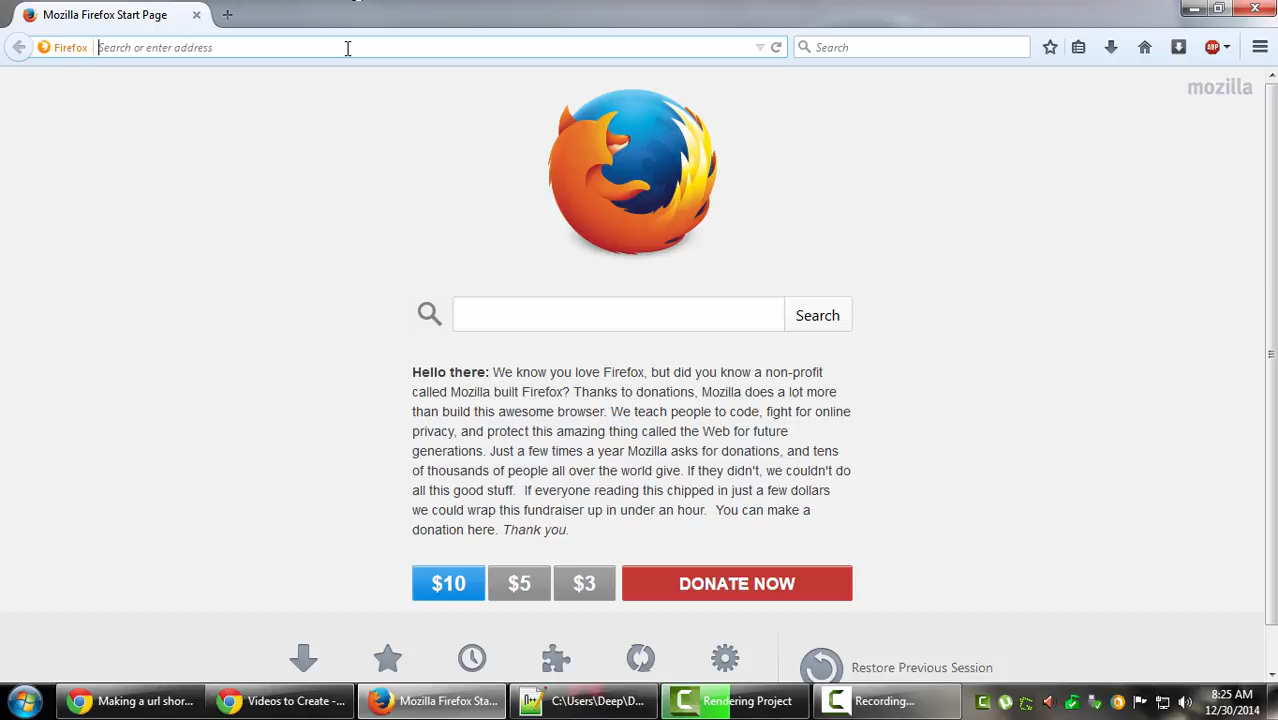 Mozilla Firefox Start Page
Firefox Search or enter address
Search
mozilla
Search
Hello there: We know you love Firefox, but did you know a non-profit
called Mozilla built Firefox? Thanks to donations, Mozilla does a lot more
than build this awesome browser. We teach people to code, fight for online
privacy, and protect this amazing thing called the Web for future
generations. Just a few times a year Mozilla asks for donations, and tens
of thousands of people all over the world give. If they didn't, we couldn't do
all this good stuff.  If everyone reading this chipped in just a few dollars
we could wrap this fundraiser up in under an hour.  You can make a
donation here. Thank you.
$10 $5 $3 DONATE NOW
Restore Previous Session
Making a url shor...
Videos to Create -...
Mozilla Firefox Sta...
C:\Users\Deep\D...
Rendering Project
Recording...
8:25 AM
12/30/2014
ABP